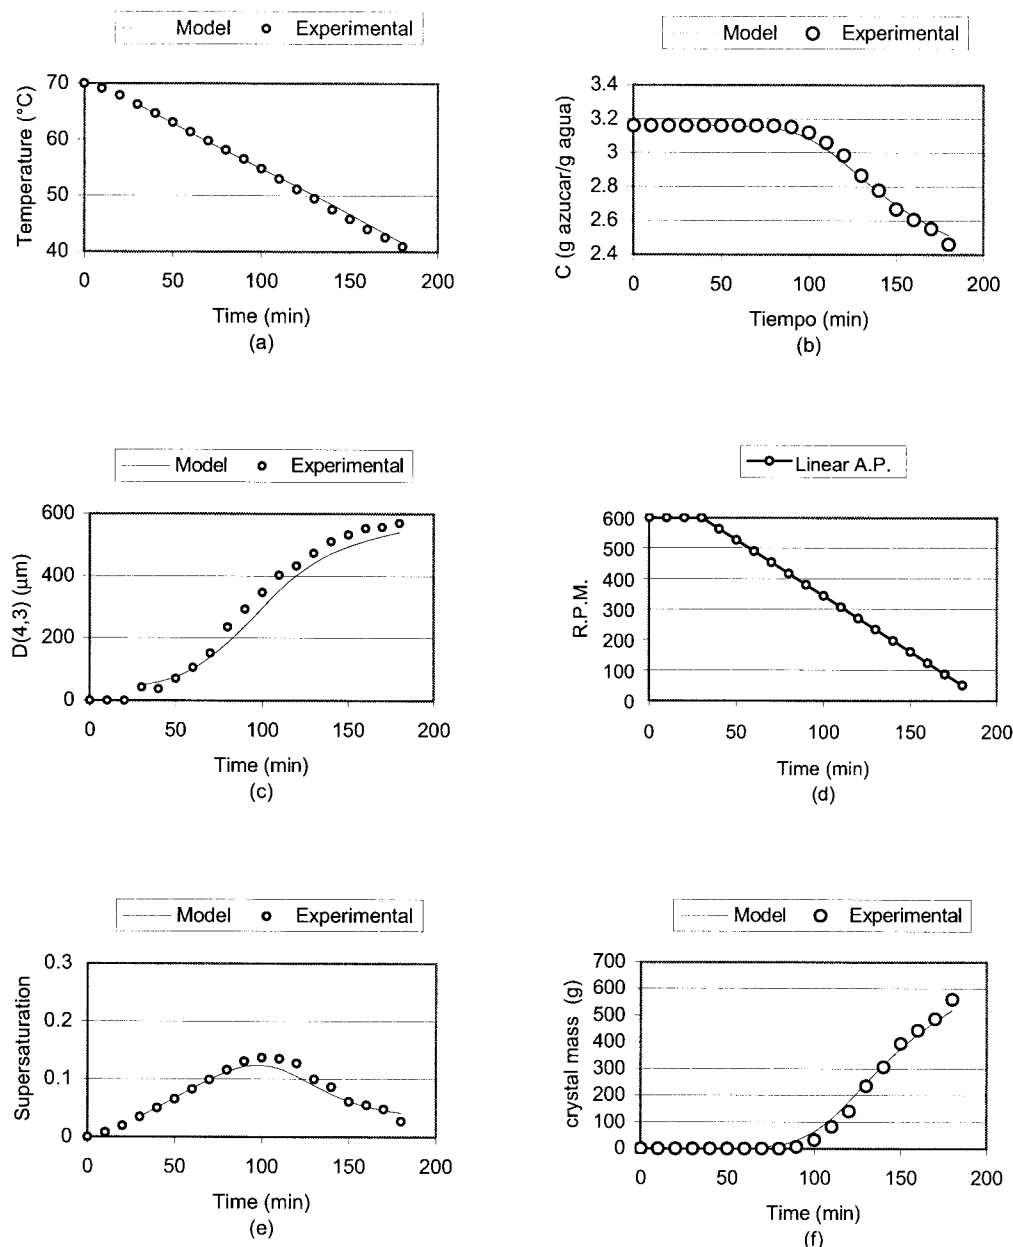 Model Experimental
70
60
50
40
Temperature (°C)
0 50 100 150 200
Time (min)
(a)
Model Experimental
3.4
3.2
3
2.8
2.6
2.4
C (g azucar/g agua)
0 50 100 150 200
Tiempo (min)
(b)
Model Experimental
600
400
200
0
D(4,3) (μm)
0 50 100 150 200
Time (min)
(c)
Linear A.P.
600
500
400
300
200
100
0
R.P.M.
0 50 100 150 200
Time (min)
(d)
Model Experimental
0.3
0.2
0.1
0
Supersaturation
0 50 100 150 200
Time (min)
(e)
Model Experimental
700
600
500
400
300
200
100
0
crystal mass (g)
0 50 100 150 200
Time (min)
(f)